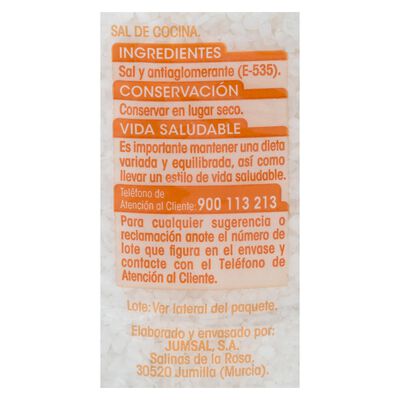 SAL DE COCINA.
INGREDIENTES
Sal y antiaglomerante (E-535).
CONSERVACIÓN
Conservar en lugar seco.
VIDA SALUDABLE
Es importante mantener una dieta
variada y equilibrada, así como
llevar un estilo de vida saludable.
Teléfono de
Atención al Cliente: 900 113 213
Para cualquier sugerencia o
reclamación anote el número de
lote que figura en el envase y
contacte con el Teléfono de
Atención al Cliente.
Lote: Ver lateral del paquete.
Elaborado y envasado por:
JUMSAL, S.A.
Salinas de la Rosa,
30520 Jumilla (Murcia).